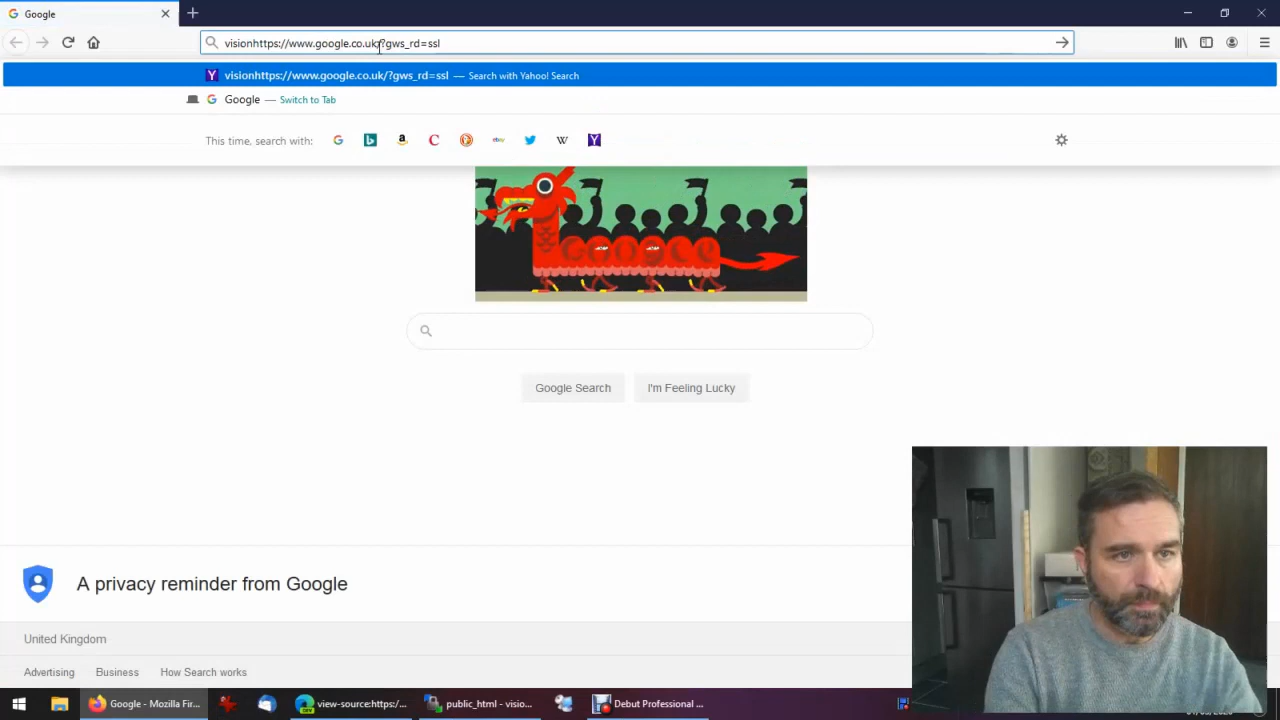 Google
visionhttps://www.google.co.uk/?gws_rd=ssl
visionhttps://www.google.co.uk/?gws_rd=ssl — Search with Yahoo! Search
Google — Switch to Tab
This time, search with:
Google Search
I'm Feeling Lucky
A privacy reminder from Google
United Kingdom
Advertising
Business
How Search works
Google - Mozilla Fir...
view-source:https:/...
public_html - visio...
Debut Professional ...